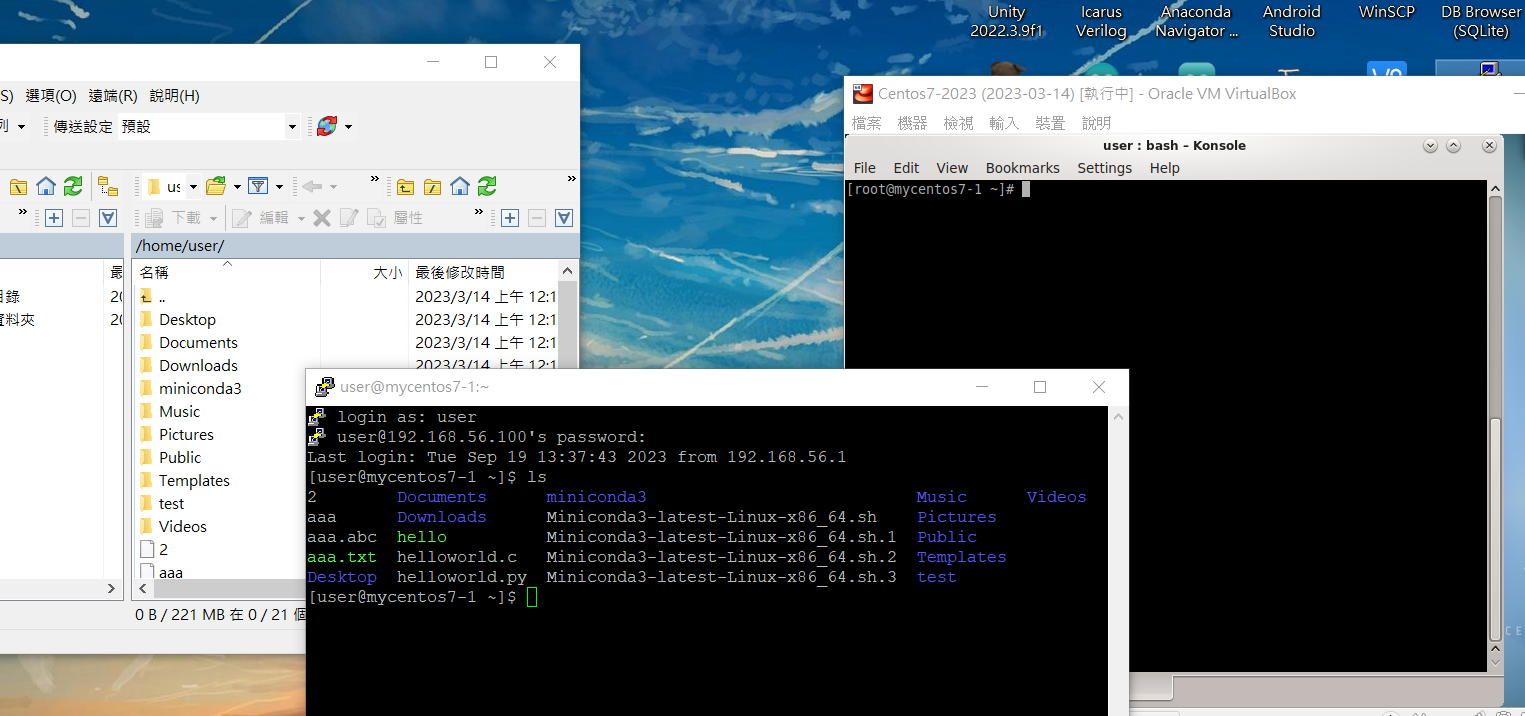 Unity
2022.3.9f1
Icarus
Verilog
Anaconda
Navigator ...
Android
Studio
WinSCP
DB Browser
(SQLite)
S) 選項(O) 遠端(R) 說明(H)
列 傳送設定 預設
us
下載 編輯 屬性
/home/user/
名稱 大小 最後修改時間
.. 2023/3/14 上午 12:1
Desktop 2023/3/14 上午 12:1
Documents 2023/3/14 上午 12:1
Downloads 2023/3/14 上午 12:1
miniconda3
Music
Pictures
Public
Templates
test
Videos
2
aaa
0 B / 221 MB 在 0 / 21 個
Centos7-2023 (2023-03-14) [執行中] - Oracle VM VirtualBox
檔案 機器 檢視 輸入 裝置 說明
user : bash – Konsole
File Edit View Bookmarks Settings Help
[root@mycentos7-1 ~]#
user@mycentos7-1:~
login as: user
user@192.168.56.100's password:
Last login: Tue Sep 19 13:37:43 2023 from 192.168.56.1
[user@mycentos7-1 ~]$ ls
2 Documents miniconda3 Music Videos
aaa Downloads Miniconda3-latest-Linux-x86_64.sh Pictures
aaa.abc hello Miniconda3-latest-Linux-x86_64.sh.1 Public
aaa.txt helloworld.c Miniconda3-latest-Linux-x86_64.sh.2 Templates
Desktop helloworld.py Miniconda3-latest-Linux-x86_64.sh.3 test
[user@mycentos7-1 ~]$